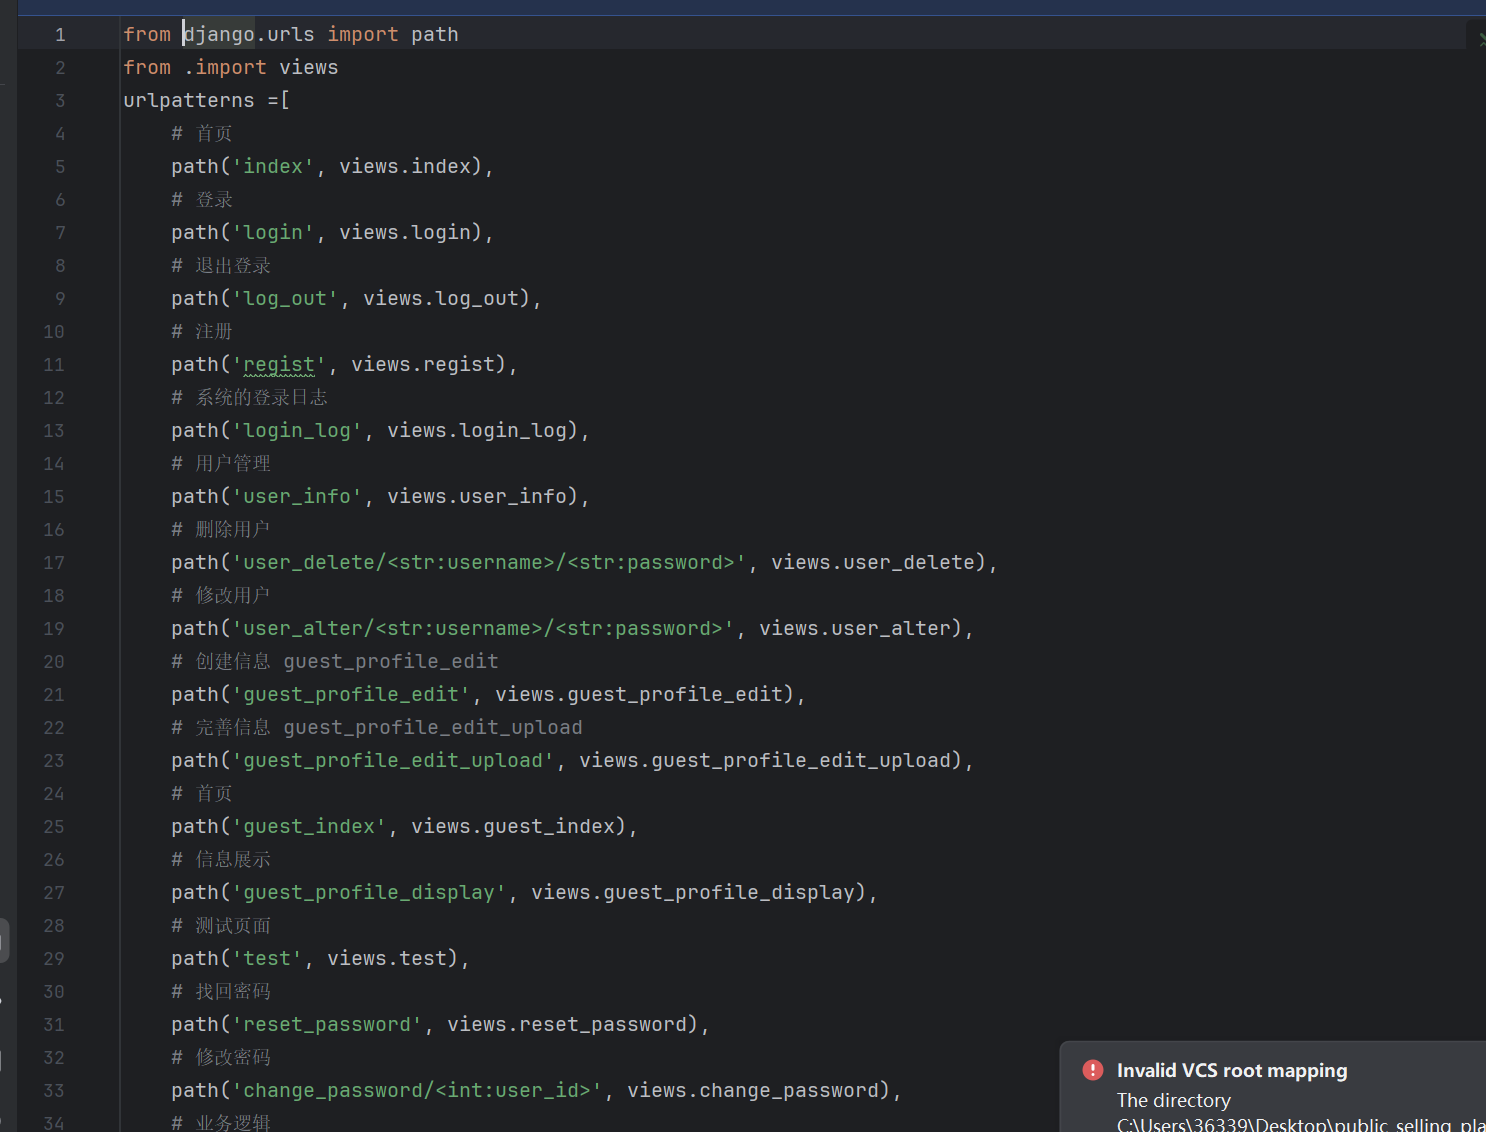 1 from django.urls import path
2 from .import views
3 urlpatterns =[
4 # 首页
5 path('index', views.index),
6 # 登录
7 path('login', views.login),
8 # 退出登录
9 path('log_out', views.log_out),
10 # 注册
11 path('regist', views.regist),
12 # 系统的登录日志
13 path('login_log', views.login_log),
14 # 用户管理
15 path('user_info', views.user_info),
16 # 删除用户
17 path('user_delete/<str:username>/<str:password>', views.user_delete),
18 # 修改用户
19 path('user_alter/<str:username>/<str:password>', views.user_alter),
20 # 创建信息 guest_profile_edit
21 path('guest_profile_edit', views.guest_profile_edit),
22 # 完善信息 guest_profile_edit_upload
23 path('guest_profile_edit_upload', views.guest_profile_edit_upload),
24 # 首页
25 path('guest_index', views.guest_index),
26 # 信息展示
27 path('guest_profile_display', views.guest_profile_display),
28 # 测试页面
29 path('test', views.test),
30 # 找回密码
31 path('reset_password', views.reset_password),
32 # 修改密码
33 path('change_password/<int:user_id>', views.change_password),
34 # 业务逻辑
Invalid VCS root mapping
The directory
C:\Users\36339\Desktop\public_selling_pla